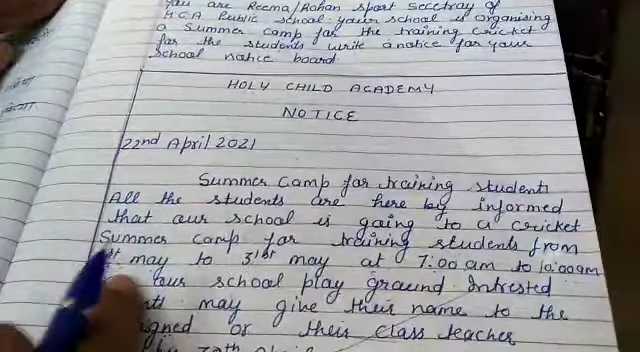 You are Reema/Rohan sport secctray of
H.C.A Public school your school is organising
a Summer camp for the training cricket
for the students write a notice for your
School notice board.
HOLY CHILD ACADEMY
NOTICE
22nd April 2021
Summer Camp for training students
All the students are here by informed
that our school is going to a cricket
Summer camp for training students from
may to 31st may at 7:00 am to 10:00am
our school play ground Intrested
may give their name to the
or their class teacher